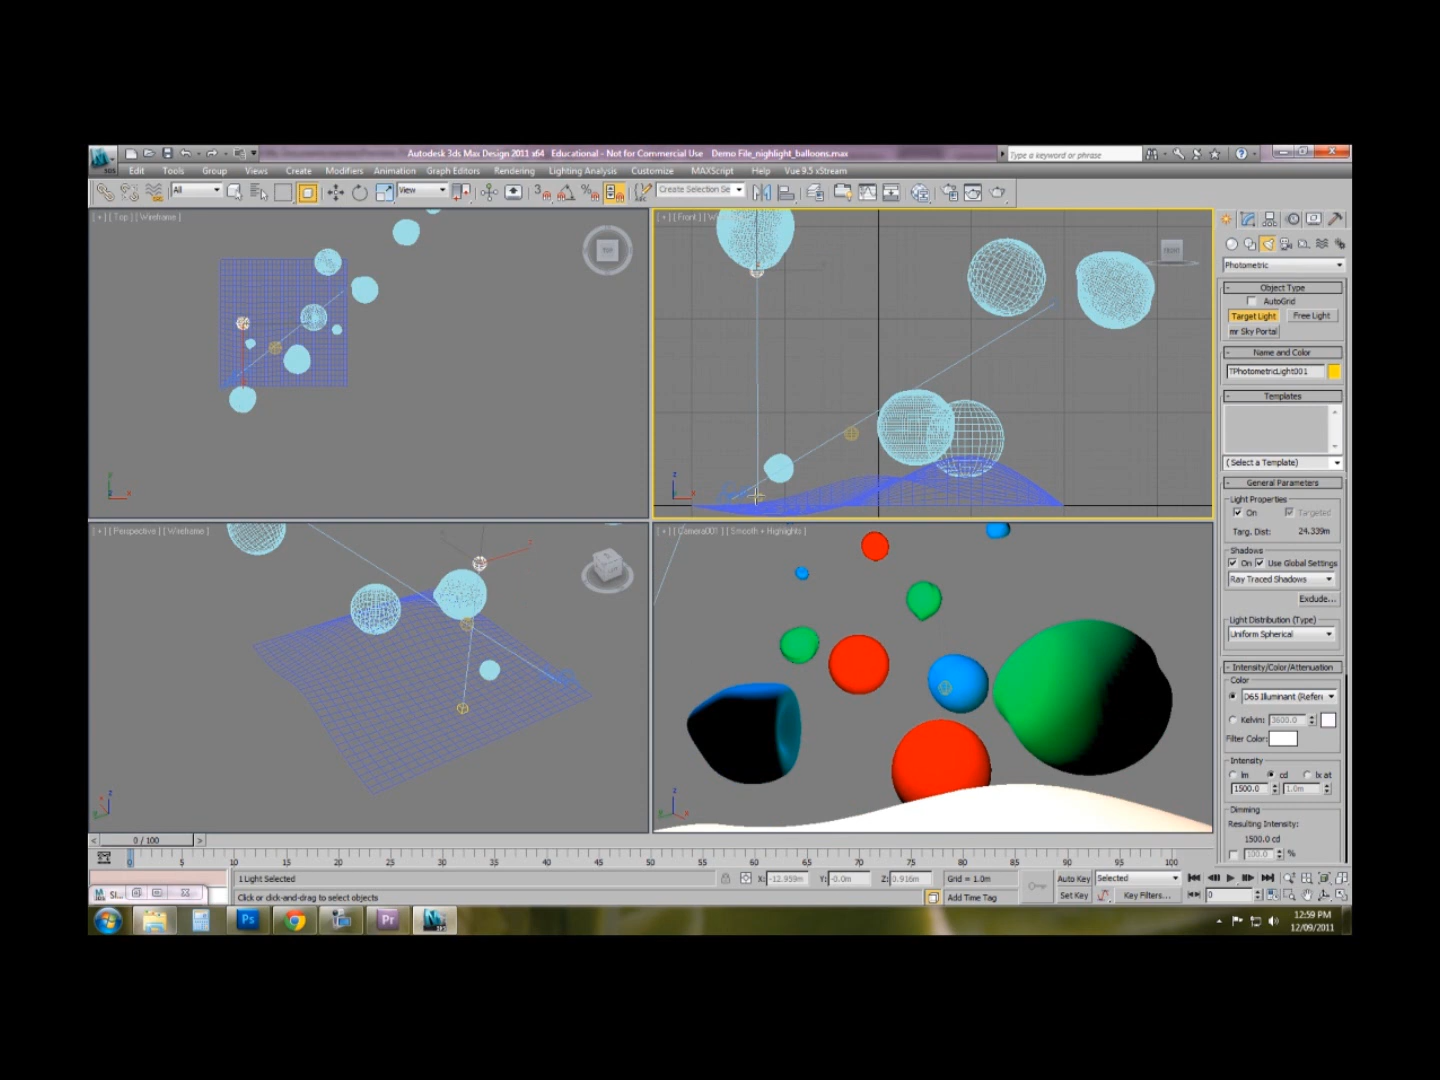 Autodesk 3ds Max Design 2011 x64 Educational - Not for Commercial Use Demo File_nighlight_balloons.max
Type a keyword or phrase
Edit Tools Group Views Create Modifiers Animation Graph Editors Rendering Lighting Analysis Customize MAXScript Help Vue 9.5 xStream
All View Create Selection Se
[ + ] [ Top ] [ Wireframe ]
[ + ] [ Front ] [ W
TOP
FRONT
[ + ] [ Perspective ] [ Wireframe ]
[ + ] [ Camera001 ] [ Smooth + Highlights ]
Photometric
Object Type
AutoGrid
Target Light Free Light
mr Sky Portal
Name and Color
TPhotometricLight001
Templates
(Select a Template)
General Parameters
Light Properties
On Targeted
Targ. Dist: 24.339m
Shadows
On Use Global Settings
Ray Traced Shadows
Exclude...
Light Distribution (Type)
Uniform Spherical
Intensity/Color/Attenuation
Color
D65 Illuminant (Referen
Kelvin: 3600.0
Filter Color:
Intensity
lm cd lx at
1500.0 1.0m
Dimming
Resulting Intensity:
1500.0 cd
100.0 %
0 / 100
0 5 10 15 20 25 30 35 40 45 50 55 60 65 70 75 80 85 90 95 100
1 Light Selected X: -12.959m Y: -0.0m Z: 0.916m Grid = 1.0m Auto Key Selected
Click or click-and-drag to select objects Add Time Tag Set Key Key Filters... 0
Ps Pr
12:59 PM
12/09/2011